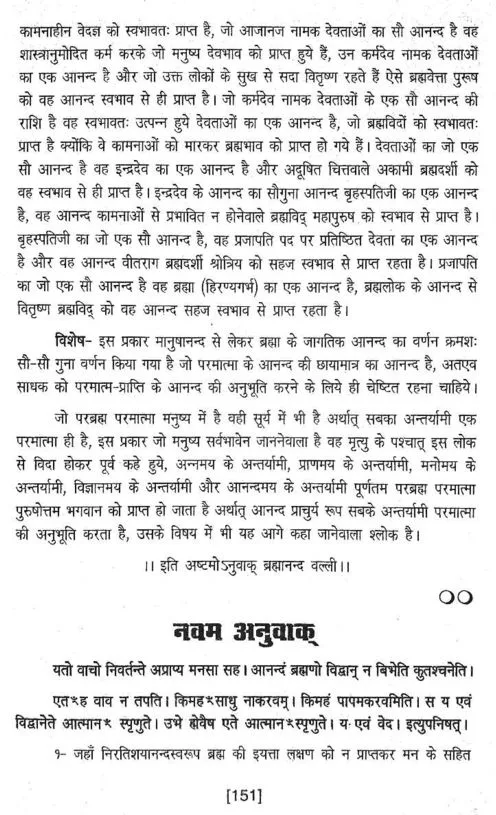 कामनाहीन वेदज्ञ को स्वभावतः प्राप्त है, जो आजानज नामक देवताओं का सौ आनन्द है वह
शास्त्रानुमोदित कर्म करके जो मनुष्य देवभाव को प्राप्त हुये हैं, उन कर्मदेव नामक देवताओं
का एक आनन्द है और जो उक्त लोकों के सुख से सदा वितृष्ण रहते हैं ऐसे ब्रह्मवेत्ता पुरूष
को वह आनन्द स्वभाव से ही प्राप्त है। जो कर्मदेव नामक देवताओं के एक सौ आनन्द की
राशि है वह स्वभावतः उत्पन्न हुये देवताओं का एक आनन्द है, जो ब्रह्मविदों को स्वभावतः
प्राप्त है क्योंकि वे कामनाओं को मारकर ब्रह्मभाव को प्राप्त हो गये हैं। देवताओं का जो एक
सौ आनन्द है वह इन्द्रदेव का एक आनन्द है और अदूषित चित्तवाले अकामी ब्रह्मदर्शी को
वह स्वभाव से ही प्राप्त है। इन्द्रदेव के आनन्द का सौगुना आनन्द बृहस्पतिजी का एक आनन्द
है, वह आनन्द कामनाओं से प्रभावित न होनेवाले ब्रह्मविद् महापुरुष को स्वभाव से प्राप्त है।
बृहस्पतिजी का जो एक सौ आनन्द है, वह प्रजापति पद पर प्रतिष्ठित देवता का एक आनन्द
है और वह आनन्द वीतराग ब्रह्मदर्शी श्रोत्रिय को सहज स्वभाव से प्राप्त रहता है। प्रजापति
का जो एक सौ आनन्द है वह ब्रह्मा (हिरण्यगर्भ) का एक आनन्द है, ब्रह्मलोक के आनन्द से
वितृष्ण ब्रह्मविद् को वह आनन्द सहज स्वभाव से प्राप्त रहता है।
विशेष- इस प्रकार मानुषानन्द से लेकर ब्रह्मा के जागतिक आनन्द का वर्णन क्रमशः
सौ-सौ गुना वर्णन किया गया है जो परमात्मा के आनन्द की छायामात्र का आनन्द है, अतएव
साधक को परमात्म-प्राप्ति के आनन्द की अनुभूति करने के लिये ही चेष्टित रहना चाहिये।
जो परब्रह्म परमात्मा मनुष्य में है वही सूर्य में भी है अर्थात् सबका अन्तर्यामी एक
परमात्मा ही है, इस प्रकार जो मनुष्य सर्वभावेन जाननेवाला है वह मृत्यु के पश्चात् इस लोक
से विदा होकर पूर्व कहे हुये, अन्नमय के अन्तर्यामी, प्राणमय के अन्तर्यामी, मनोमय के
अन्तर्यामी, विज्ञानमय के अन्तर्यामी और आनन्दमय के अन्तर्यामी पूर्णतम परब्रह्म परमात्मा
पुरुषोत्तम भगवान को प्राप्त हो जाता है अर्थात् आनन्द प्राचुर्य रूप सबके अन्तर्यामी परमात्मा
की अनुभूति करता है, उसके विषय में भी यह आगे कहा जानेवाला श्लोक है।
।। इति अष्टमोऽनुवाक् ब्रह्मानन्द वल्ली।।
नवम अनुवाक्
यतो वाचो निवर्तन्ते अप्राप्य मनसा सह। आनन्दं ब्रह्मणो विद्वान् न बिभेति कुतश्चनेति।
एतꣳह वाव न तपति। किमहꣳसाधु नाकरवम्। किमहं पापमकरवमिति। स य एवं
विद्वानेते आत्मानꣳ स्पृणुते। उभे ह्येवैष एते आत्मानꣳस्पृणुते। य एवं वेद। इत्युपनिषत्।
१- जहाँ निरतिशयानन्दस्वरूप ब्रह्म की इयत्ता लक्षण को न प्राप्तकर मन के सहित
[151]